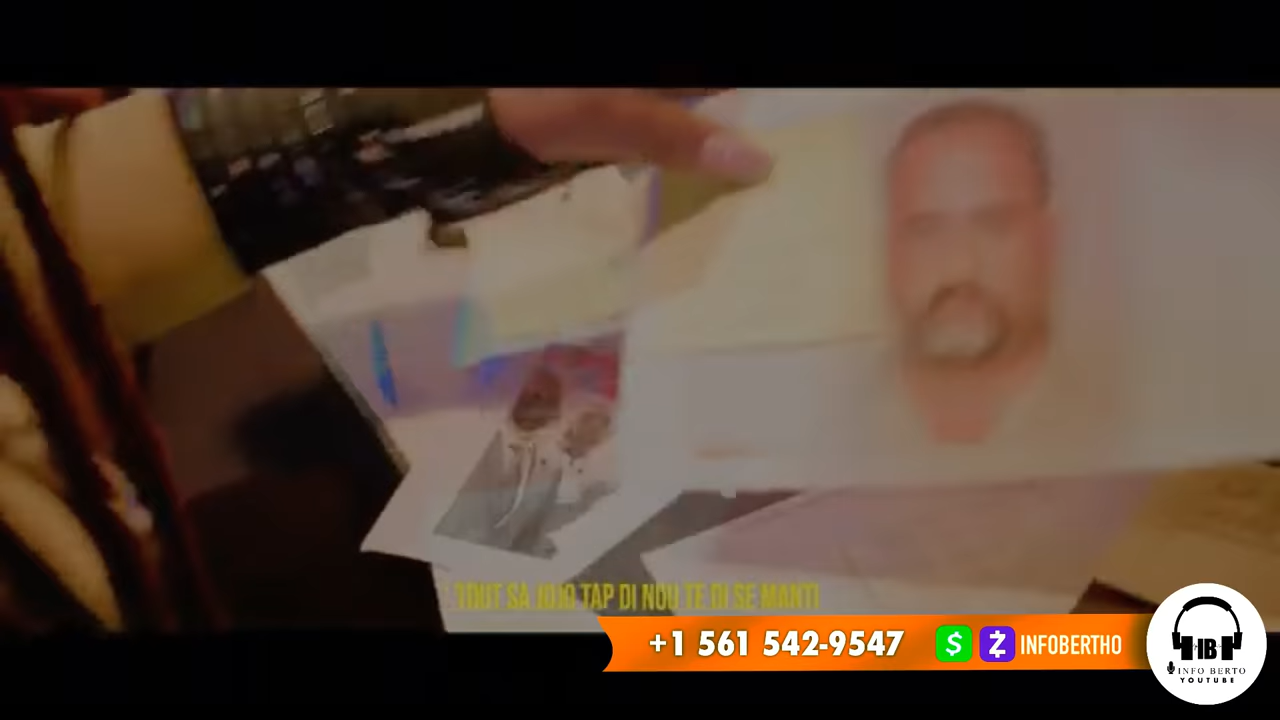 TOUT SA JOJO TAP DI NOU TE DI SE MANTI
+1 561 542-9547
$ Z INFOBERTHO
IB
INFO BERTO
YOUTUBE